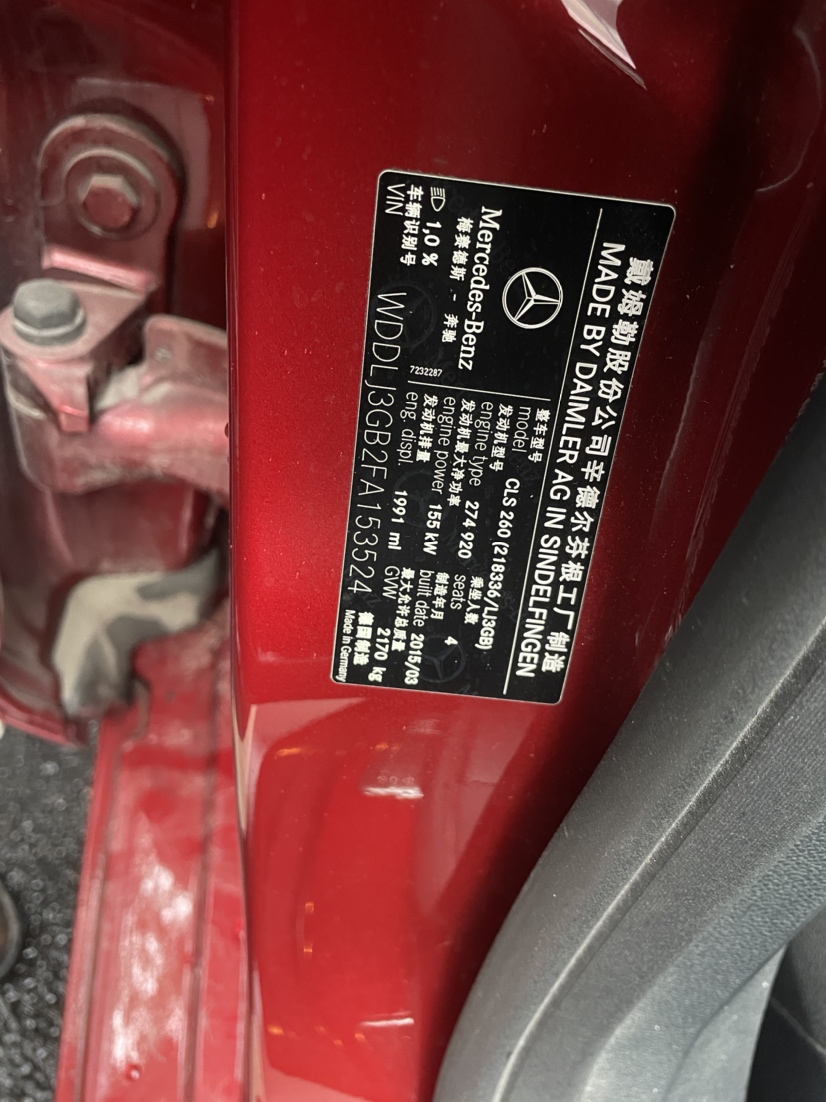 戴姆勒股份公司辛德尔芬根工厂制造
MADE BY DAIMLER AG IN SINDELFINGEN
Mercedes-Benz
梅赛德斯 - 奔驰
整车型号
model CLS 260 (218336/LJ3GB)
发动机型号 乘坐人数
engine type 274 920 seats 4
发动机最大净功率 制造年月
engine power 155 kW built date 2015/03
发动机排量 最大允许总质量
eng. displ. 1991 ml GVW 2170 kg
1,0 %
7232287
车辆识别号 德国制造
VIN WDDLJ3GB2FA153524 Made in Germany